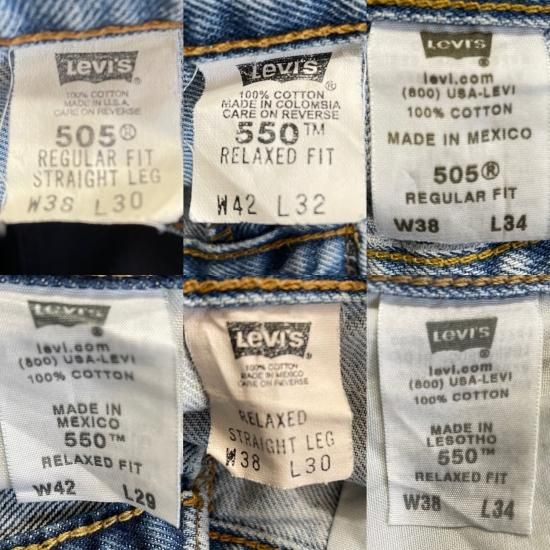 Levi's®
100% COTTON
MADE IN U.S.A.
CARE ON REVERSE
505®
REGULAR FIT
STRAIGHT LEG
W38 L30
Levi's®
100% COTTON
MADE IN COLOMSIA
CARE ON REVERSE
550™
RELAXED FIT
W42 L32
Levi's
levi.com
(800) USA-LEVI
100% COTTON
MADE IN MEXICO
505®
REGULAR FIT
W38 L34
Levi's
levi.com
(800) USA-LEVI
100% COTTON
MADE IN
MEXICO
550™
RELAXED FIT
W42 L29
Levi's®
100% COTTON
MADE IN MEXICO
CARE ON REVERSE
RELAXED
STRAIGHT LEG
W38 L30
Levi's
levi.com
(800) USA-LEVI
100% COTTON
MADE IN
LESOTHO
550™
RELAXED FIT
W38 L34